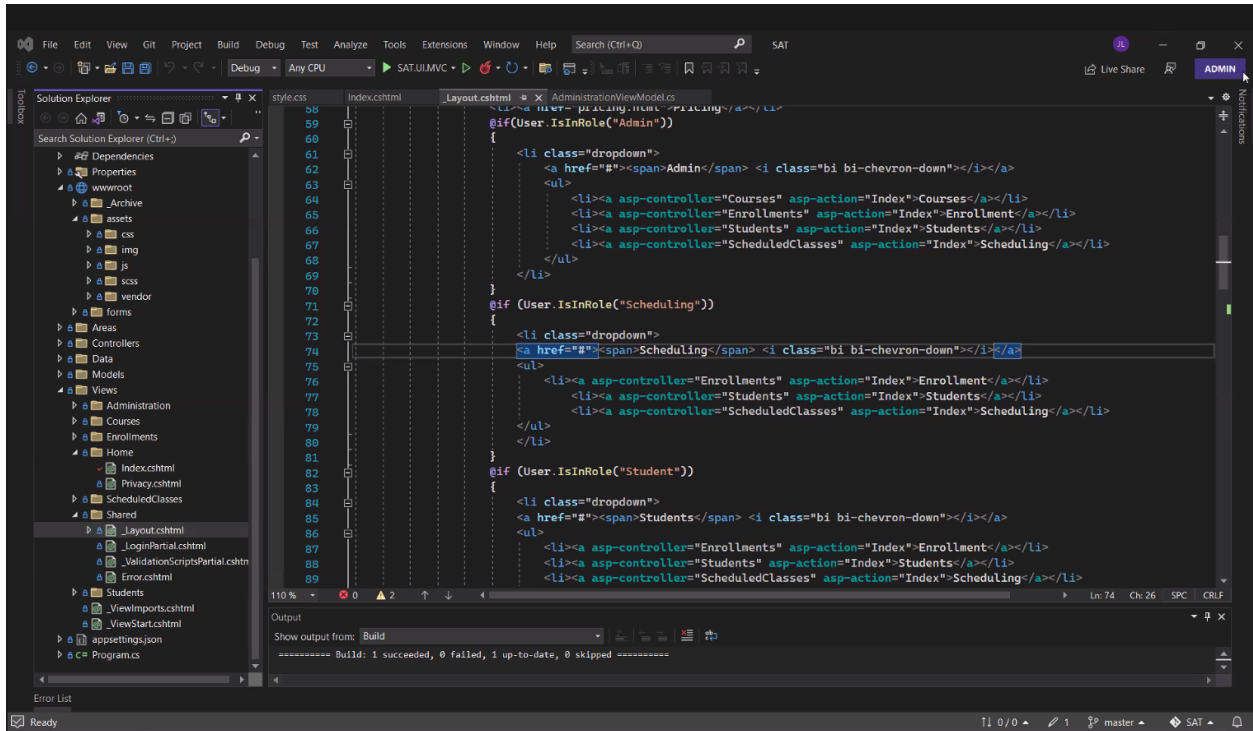 File Edit View Git Project Build Debug Test Analyze Tools Extensions Window Help Search (Ctrl+Q) SAT JL
Debug Any CPU SAT.UI.MVC Live Share ADMIN
Toolbox
Solution Explorer
Search Solution Explorer (Ctrl+;)
Dependencies
Properties
wwwroot
_Archive
assets
css
img
js
scss
vendor
forms
Areas
Controllers
Data
Models
Views
Administration
Courses
Enrollments
Home
Index.cshtml
Privacy.cshtml
ScheduledClasses
Shared
_Layout.cshtml
_LoginPartial.cshtml
_ValidationScriptsPartial.cshtn
Error.cshtml
Students
_ViewImports.cshtml
_ViewStart.cshtml
appsettings.json
C# Program.cs
style.css Index.cshtml _Layout.cshtml AdministrationViewModel.cs
58 <li><a href="pricing.html">Pricing</a></li>
59 @if(User.IsInRole("Admin"))
60 {
61 <li class="dropdown">
62 <a href="#"><span>Admin</span> <i class="bi bi-chevron-down"></i></a>
63 <ul>
64 <li><a asp-controller="Courses" asp-action="Index">Courses</a></li>
65 <li><a asp-controller="Enrollments" asp-action="Index">Enrollment</a></li>
66 <li><a asp-controller="Students" asp-action="Index">Students</a></li>
67 <li><a asp-controller="ScheduledClasses" asp-action="Index">Scheduling</a></li>
68 </ul>
69 </li>
70 }
71 @if (User.IsInRole("Scheduling"))
72 {
73 <li class="dropdown">
74 <a href="#"><span>Scheduling</span> <i class="bi bi-chevron-down"></i></a>
75 <ul>
76 <li><a asp-controller="Enrollments" asp-action="Index">Enrollment</a></li>
77 <li><a asp-controller="Students" asp-action="Index">Students</a></li>
78 <li><a asp-controller="ScheduledClasses" asp-action="Index">Scheduling</a></li>
79 </ul>
80 </li>
81 }
82 @if (User.IsInRole("Student"))
83 {
84 <li class="dropdown">
85 <a href="#"><span>Students</span> <i class="bi bi-chevron-down"></i></a>
86 <ul>
87 <li><a asp-controller="Enrollments" asp-action="Index">Enrollment</a></li>
88 <li><a asp-controller="Students" asp-action="Index">Students</a></li>
89 <li><a asp-controller="ScheduledClasses" asp-action="Index">Scheduling</a></li>
110 % 0 2 Ln: 74 Ch: 26 SPC CRLF
Output
Show output from: Build
========== Build: 1 succeeded, 0 failed, 1 up-to-date, 0 skipped ==========
Notifications
Error List
Ready 0 / 0 1 master SAT